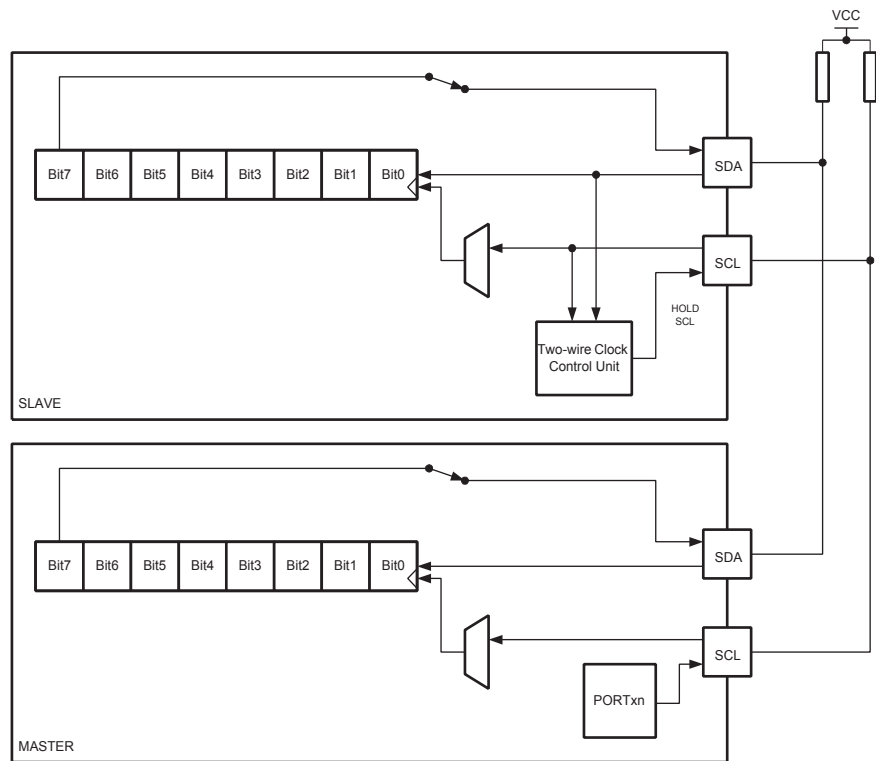 VCC
Bit7 Bit6 Bit5 Bit4 Bit3 Bit2 Bit1 Bit0
SDA
SCL
HOLD
SCL
Two-wire Clock
Control Unit
SLAVE
Bit7 Bit6 Bit5 Bit4 Bit3 Bit2 Bit1 Bit0
SDA
SCL
PORTxn
MASTER